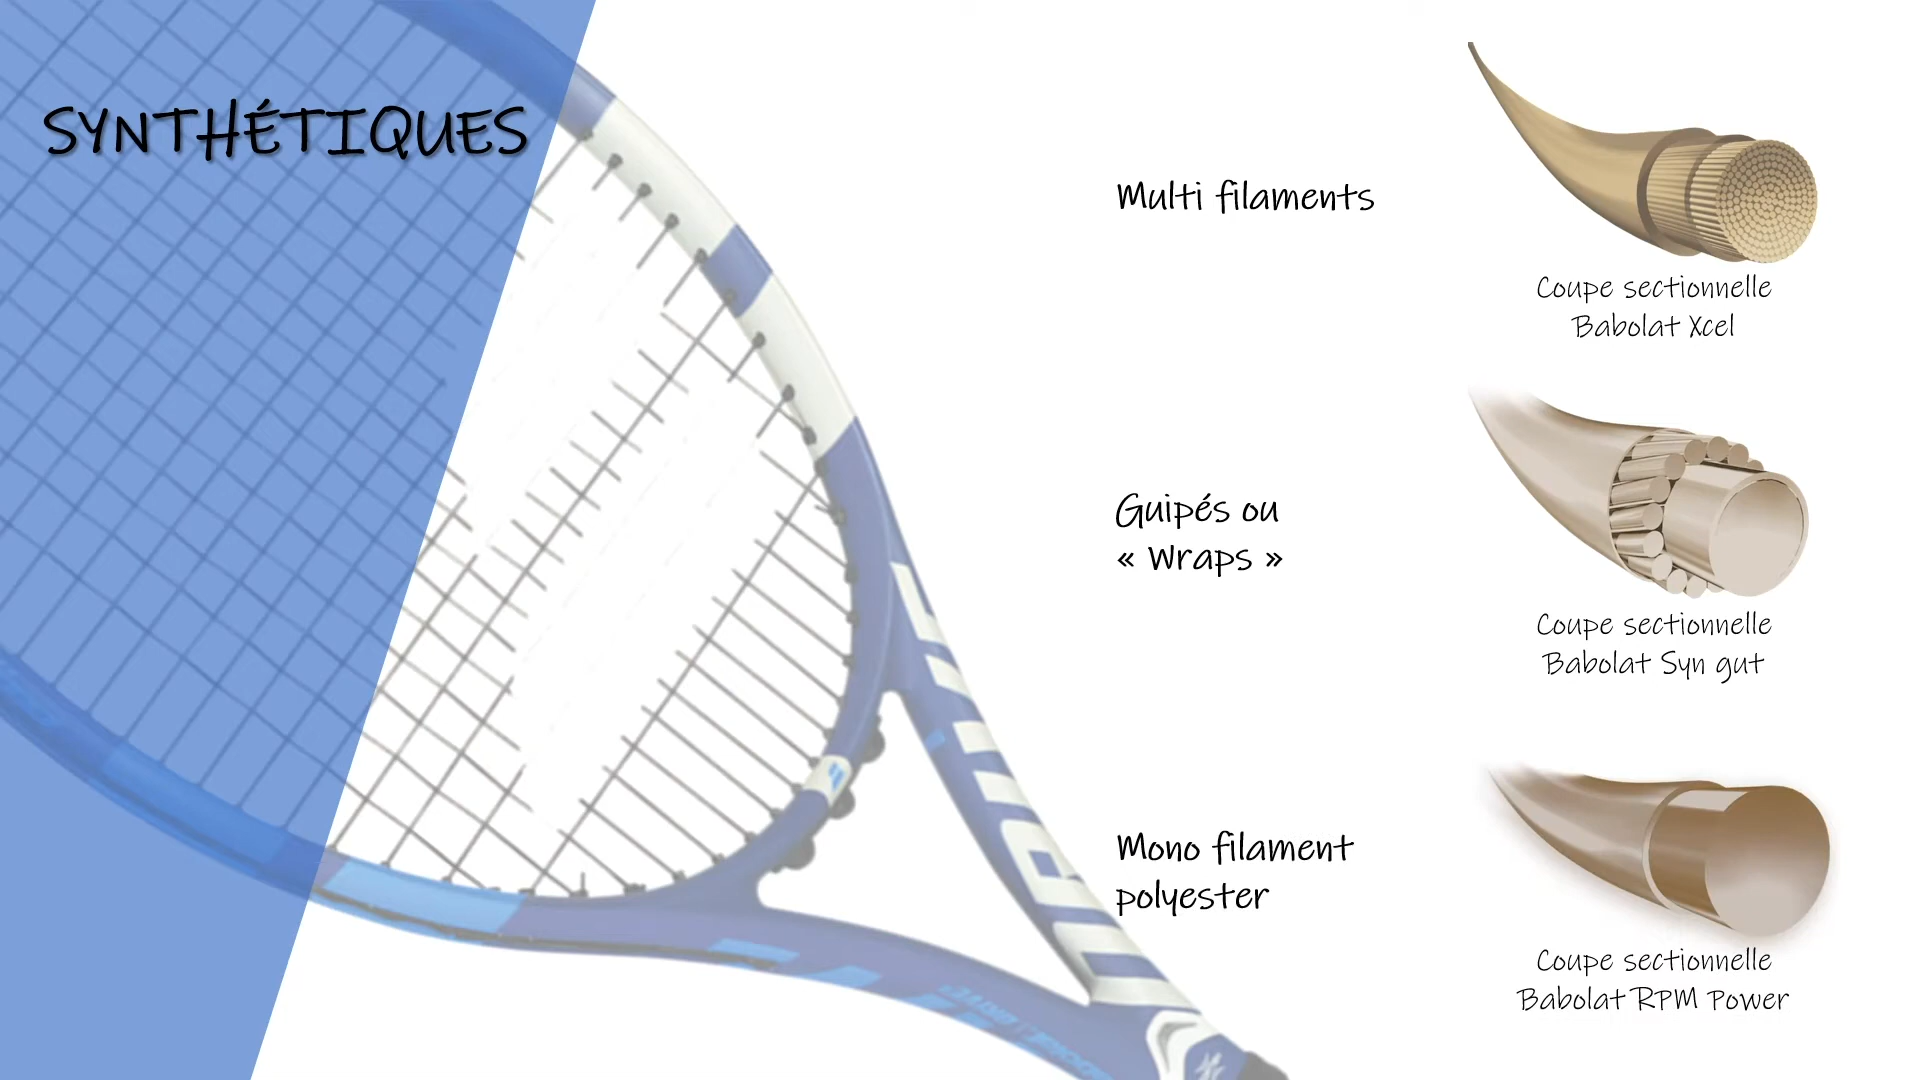 SYNTHÉTIQUES
Multi filaments
Coupe sectionnelle
Babolat Xcel
Guipés ou
« Wraps »
Coupe sectionnelle
Babolat Syn gut
Mono filament
polyester
Coupe sectionnelle
Babolat RPM Power